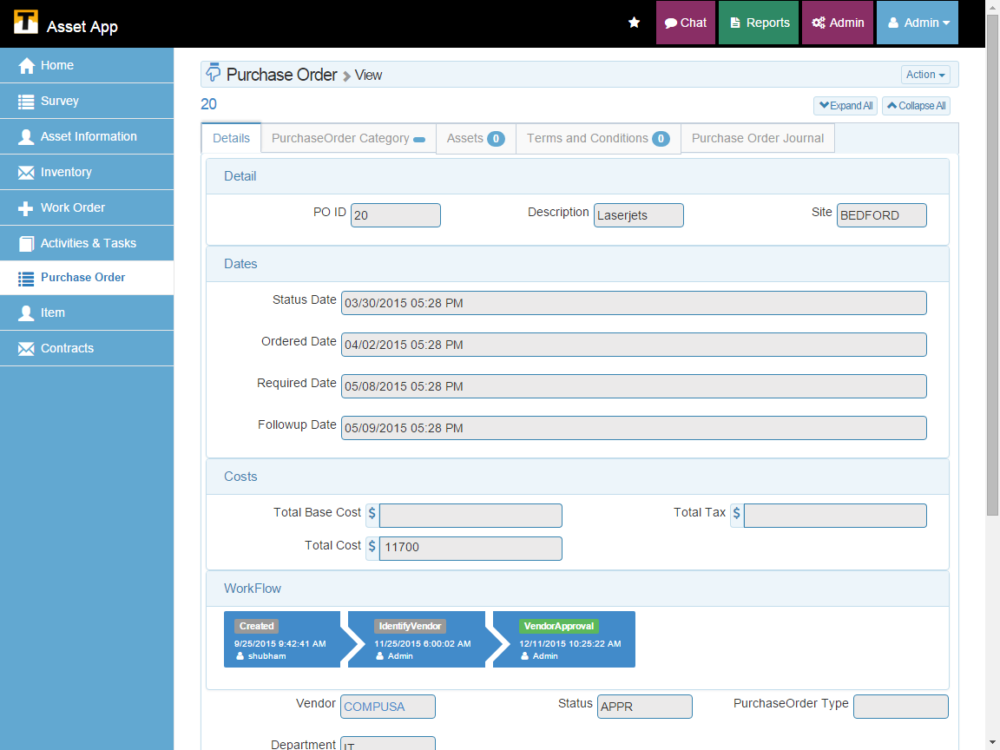 T Asset App
Chat Reports Admin Admin
Home
Survey
Asset Information
Inventory
Work Order
Activities & Tasks
Purchase Order
Item
Contracts
Purchase Order View Action
20 Expand All Collapse All
Details PurchaseOrder Category Assets 0 Terms and Conditions 0 Purchase Order Journal
Detail
PO ID 20 Description Laserjets Site BEDFORD
Dates
Status Date 03/30/2015 05:28 PM
Ordered Date 04/02/2015 05:28 PM
Required Date 05/08/2015 05:28 PM
Followup Date 05/09/2015 05:28 PM
Costs
Total Base Cost $ Total Tax $
Total Cost $ 11700
WorkFlow
Created IdentifyVendor VendorApproval
9/25/2015 9:42:41 AM 11/25/2015 6:00:02 AM 12/11/2015 10:25:22 AM
shubham Admin Admin
Vendor COMPUSA Status APPR PurchaseOrder Type
Department IT